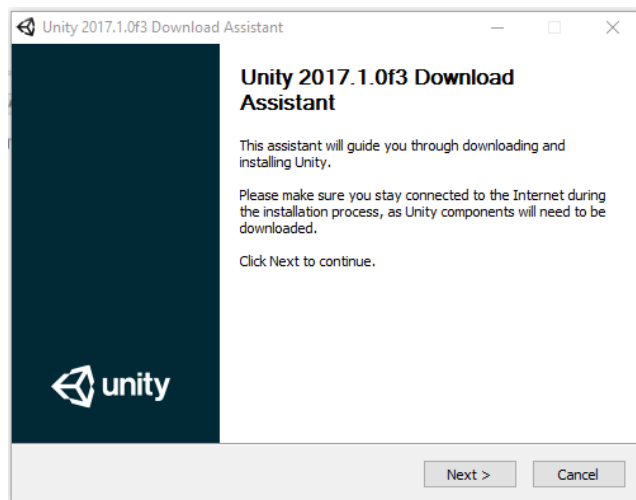 Unity 2017.1.0f3 Download Assistant
Unity 2017.1.0f3 Download
Assistant
This assistant will guide you through downloading and
installing Unity.
Please make sure you stay connected to the Internet during
the installation process, as Unity components will need to be
downloaded.
Click Next to continue.
unity
Next >
Cancel